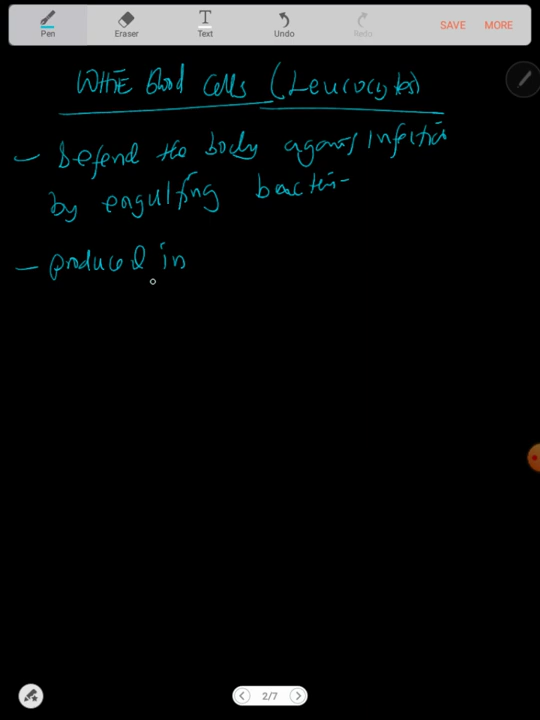 Pen
Eraser
Text
Undo
Redo
SAVE
MORE
WHITE Blood Cells (Leucocytes)
- Defend the body against infection
by engulfing bacteria
- produced in
2/7